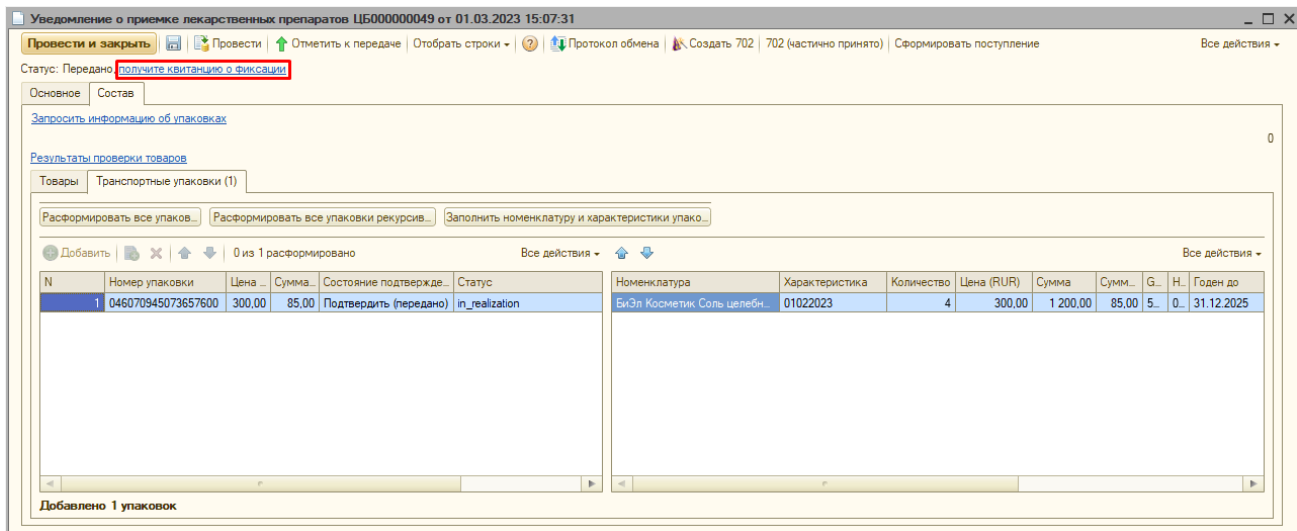 Уведомление о приемке лекарственных препаратов ЦБ000000049 от 01.03.2023 15:07:31
Провести и закрыть Провести Отметить к передаче Отобрать строки Протокол обмена Создать 702 702 (частично принято) Сформировать поступление Все действия
Статус: Передано, получите квитанцию о фиксации
Основное Состав
Запросить информацию об упаковках
0
Результаты проверки товаров
Товары Транспортные упаковки (1)
Расформировать все упаков... Расформировать все упаковки рекурсив... Заполнить номенклатуру и характеристики упако...
Добавить 0 из 1 расформировано Все действия Все действия
N Номер упаковки Цена ... Сумма... Состояние подтвержде... Статус Номенклатура Характеристика Количество Цена (RUR) Сумма Сумм... G... Н... Годен до
1 046070945073657600 300,00 85,00 Подтвердить (передано) in_realization БиЭл Косметик Соль целебн... 01022023 4 300,00 1 200,00 85,00 5... 0... 31.12.2025
Добавлено 1 упаковок